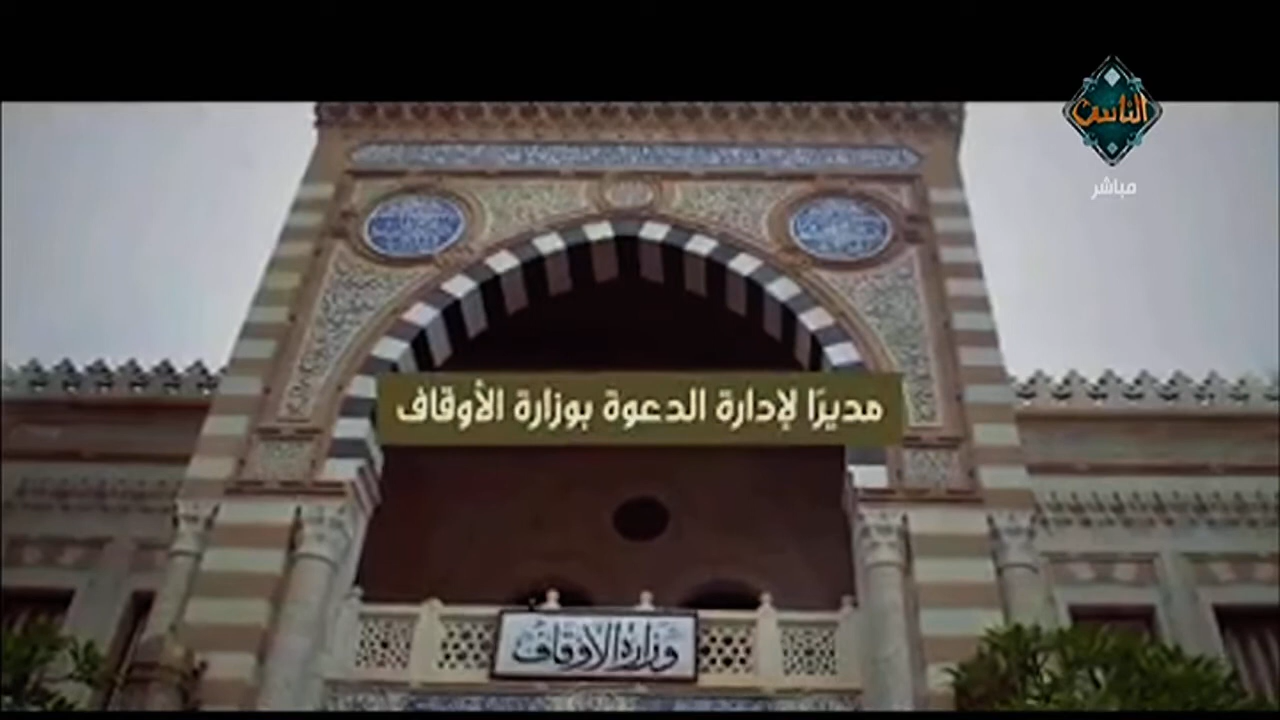 الناس
مباشر
مديرًا لإدارة الدعوة بوزارة الأوقاف
وزارة الأوقاف